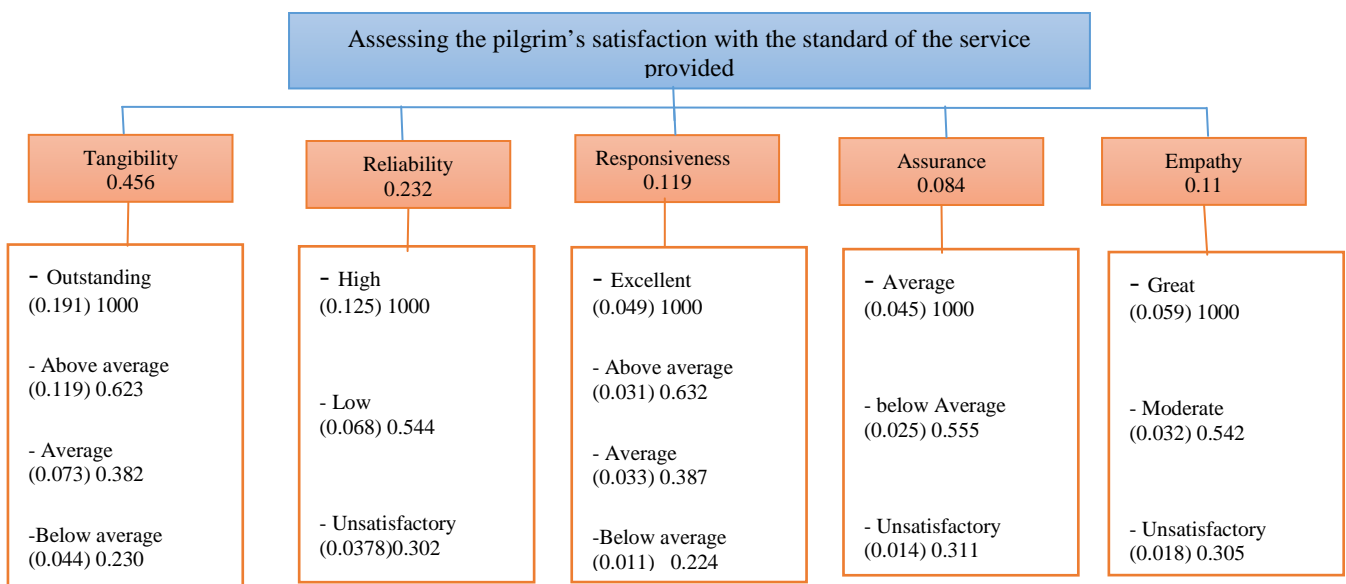 Assessing the pilgrim's satisfaction with the standard of the service
provided
Tangibility
0.456
Reliability
0.232
Responsiveness
0.119
Assurance
0.084
Empathy
0.11
- Outstanding
(0.191) 1000
- Above average
(0.119) 0.623
- Average
(0.073) 0.382
-Below average
(0.044) 0.230
- High
(0.125) 1000
- Low
(0.068) 0.544
- Unsatisfactory
(0.0378)0.302
- Excellent
(0.049) 1000
- Above average
(0.031) 0.632
- Average
(0.033) 0.387
-Below average
(0.011) 0.224
- Average
(0.045) 1000
- below Average
(0.025) 0.555
- Unsatisfactory
(0.014) 0.311
- Great
(0.059) 1000
- Moderate
(0.032) 0.542
- Unsatisfactory
(0.018) 0.305